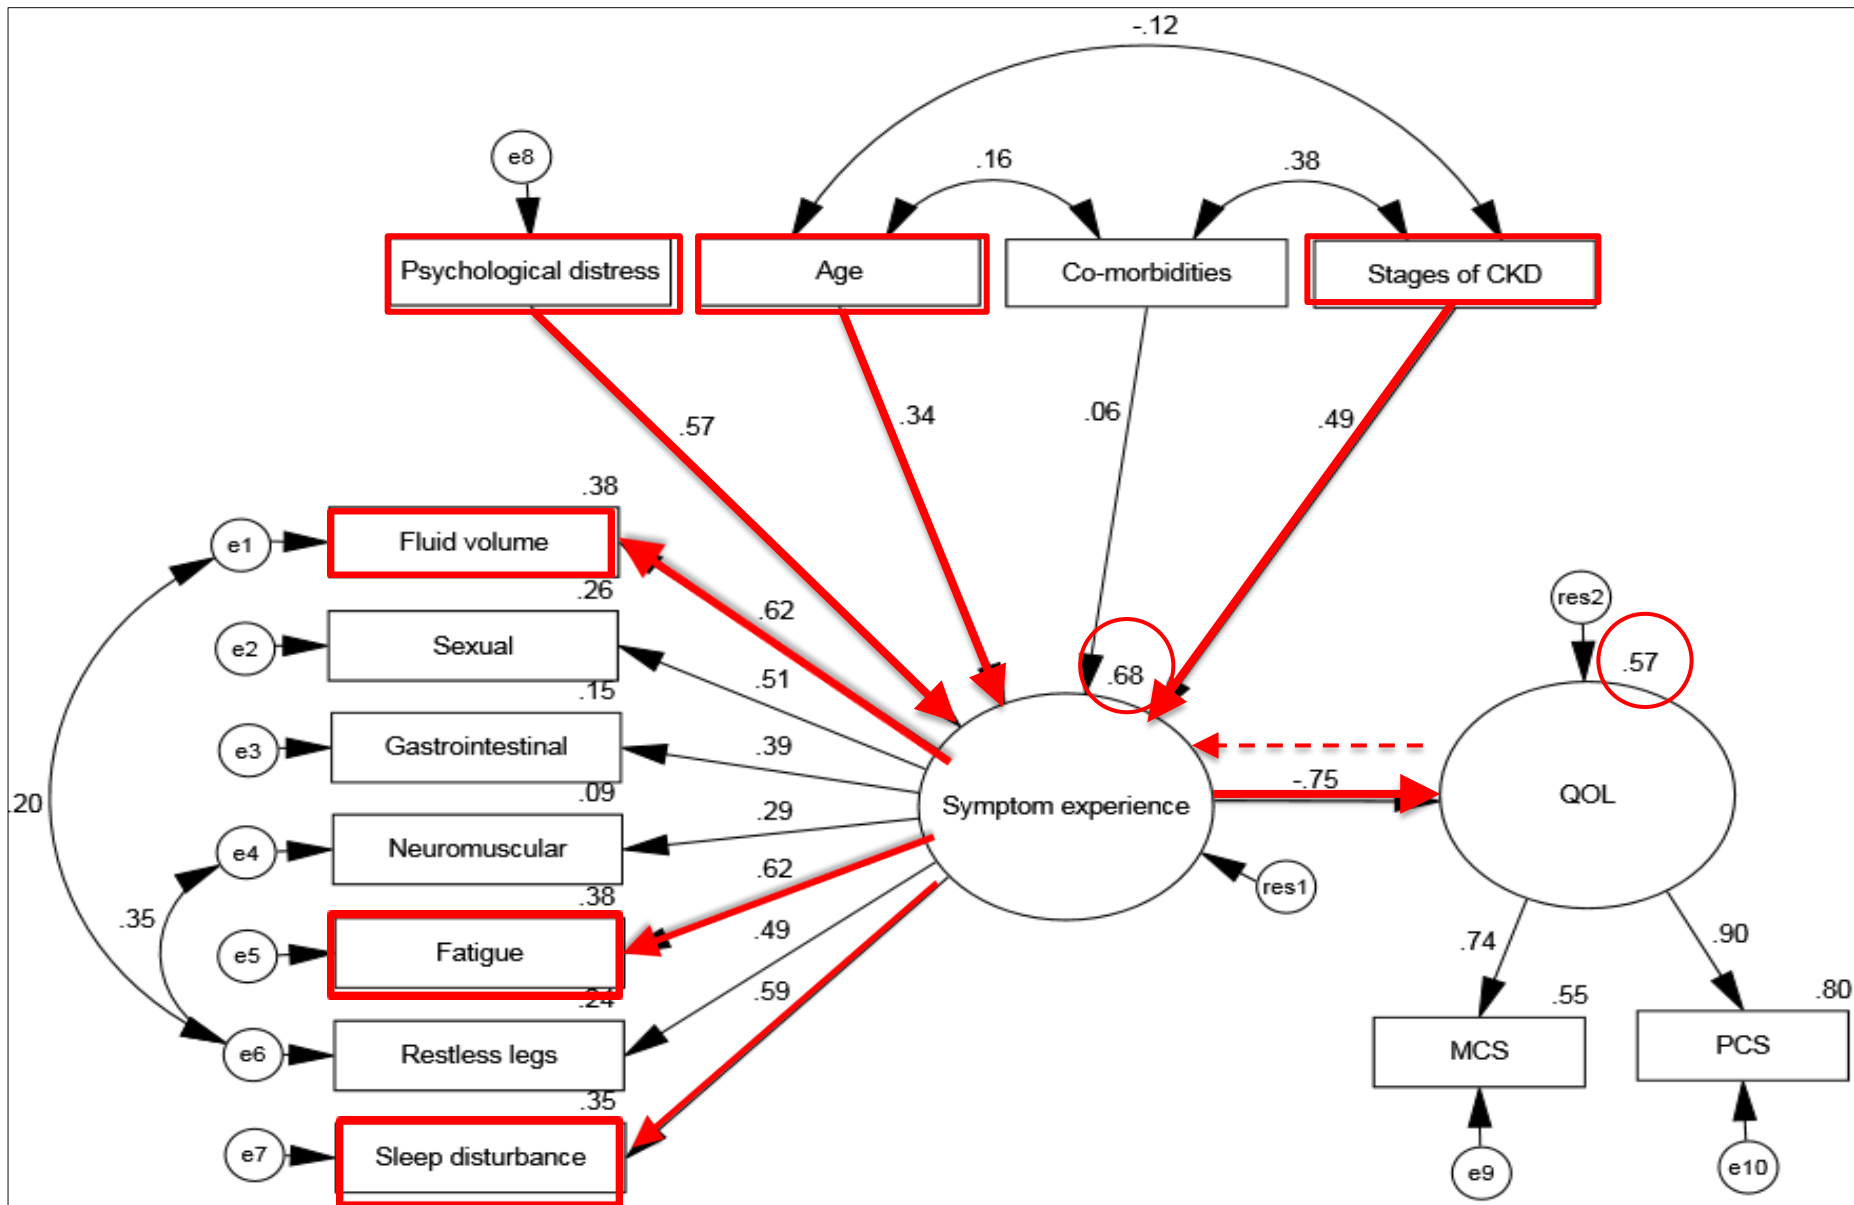 -.12
e8
.16
.38
Psychological distress
Age
Co-morbidities
Stages of CKD
.57
.34
.06
.49
.38
e1
Fluid volume
.62
.26
e2
Sexual
.51
.15
e3
Gastrointestinal
.39
.09
e4
Neuromuscular
.29
.38
e5
Fatigue
.62
.24
e6
Restless legs
.49
.35
e7
Sleep disturbance
.59
.20
.35
.68
Symptom experience
res1
-.75
res2
.57
QOL
.74
.90
.55
.80
MCS
PCS
e9
e10